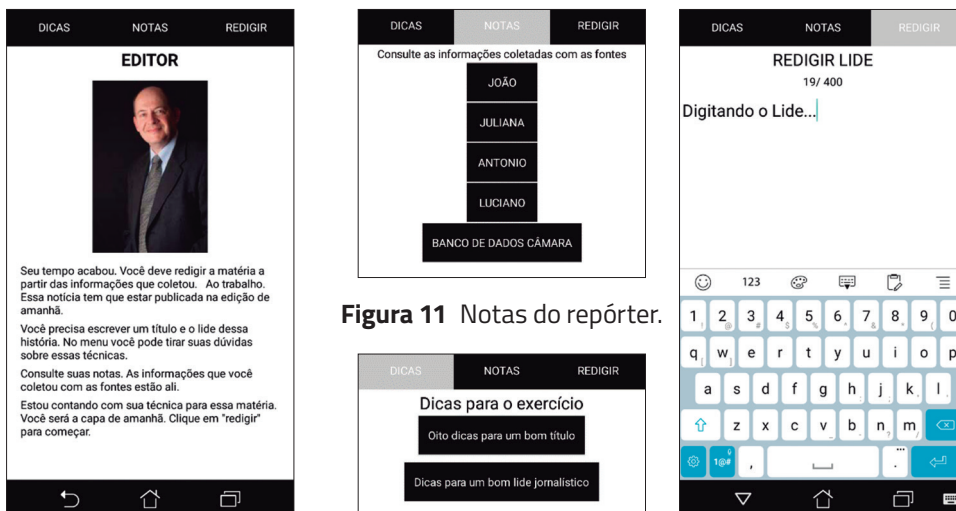 DICAS NOTAS REDIGIR
EDITOR
Seu tempo acabou. Você deve redigir a matéria a
partir das informações que coletou. Ao trabalho.
Essa noticia tem que estar publicada na edição de
amanhã.
Você precisa escrever um título e o lide dessa
história. No menu você pode tirar suas dúvidas
sobre essas técnicas.
Consulte suas notas. As informações que você
coletou com as fontes estão ali.
Estou contando com sua técnica para essa matéria.
Você será a capa de amanhã. Clique em "redigir"
para começar.
DICAS NOTAS REDIGIR
Consulte as informações coletadas com as fontes
JOÃO
JULIANA
ANTONIO
LUCIANO
BANCO DE DADOS CÂMARA
Figura 11 Notas do repórter.
DICAS NOTAS REDIGIR
Dicas para o exercício
Oito dicas para um bom título
Dicas para um bom lide jornalístico
DICAS NOTAS REDIGIR
REDIGIR LIDE
19/ 400
Digitando o Lide...
123
1 2 3 4 5 6 7 8 9 0
q w e r t y u i o p
a s d f g h j k l
z x c v b n m
1@# , .